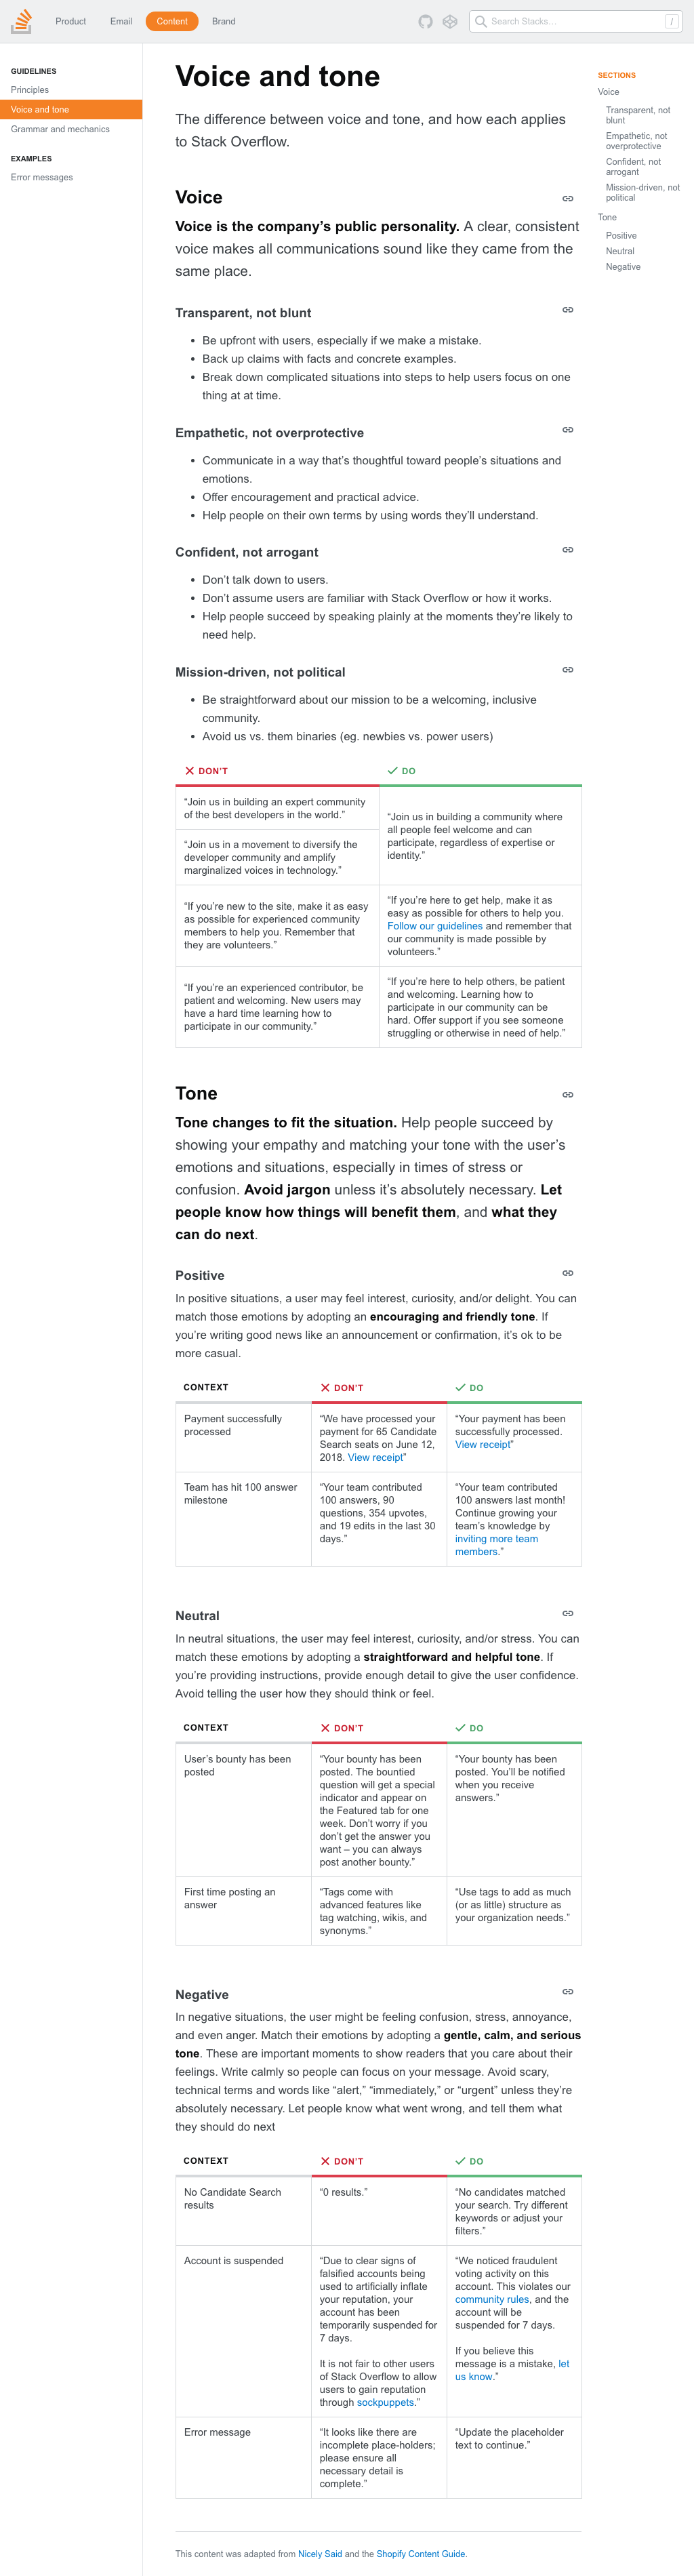 Product
Email
Content
Brand
Search Stacks…
/
GUIDELINES
Principles
Voice and tone
Grammar and mechanics
EXAMPLES
Error messages
Voice and tone
The difference between voice and tone, and how each applies
to Stack Overflow.
Voice
Voice is the company’s public personality. A clear, consistent
voice makes all communications sound like they came from the
same place.
Transparent, not blunt
Be upfront with users, especially if we make a mistake.
Back up claims with facts and concrete examples.
Break down complicated situations into steps to help users focus on one
thing at at time.
Empathetic, not overprotective
Communicate in a way that’s thoughtful toward people’s situations and
emotions.
Offer encouragement and practical advice.
Help people on their own terms by using words they’ll understand.
Confident, not arrogant
Don’t talk down to users.
Don’t assume users are familiar with Stack Overflow or how it works.
Help people succeed by speaking plainly at the moments they’re likely to
need help.
Mission-driven, not political
Be straightforward about our mission to be a welcoming, inclusive
community.
Avoid us vs. them binaries (eg. newbies vs. power users)
DON’T
DO
“Join us in building an expert community
of the best developers in the world.”
“Join us in a movement to diversify the
developer community and amplify
marginalized voices in technology.”
“Join us in building a community where
all people feel welcome and can
participate, regardless of expertise or
identity.”
“If you’re new to the site, make it as easy
as possible for experienced community
members to help you. Remember that
they are volunteers.”
“If you’re here to get help, make it as
easy as possible for others to help you.
Follow our guidelines and remember that
our community is made possible by
volunteers.”
“If you’re an experienced contributor, be
patient and welcoming. New users may
have a hard time learning how to
participate in our community.”
“If you’re here to help others, be patient
and welcoming. Learning how to
participate in our community can be
hard. Offer support if you see someone
struggling or otherwise in need of help.”
Tone
Tone changes to fit the situation. Help people succeed by
showing your empathy and matching your tone with the user’s
emotions and situations, especially in times of stress or
confusion. Avoid jargon unless it’s absolutely necessary. Let
people know how things will benefit them, and what they
can do next.
Positive
In positive situations, a user may feel interest, curiosity, and/or delight. You can
match those emotions by adopting an encouraging and friendly tone. If
you’re writing good news like an announcement or confirmation, it’s ok to be
more casual.
CONTEXT
DON’T
DO
Payment successfully
processed
“We have processed your
payment for 65 Candidate
Search seats on June 12,
2018. View receipt”
“Your payment has been
successfully processed.
View receipt”
Team has hit 100 answer
milestone
“Your team contributed
100 answers, 90
questions, 354 upvotes,
and 19 edits in the last 30
days.”
“Your team contributed
100 answers last month!
Continue growing your
team’s knowledge by
inviting more team
members.”
Neutral
In neutral situations, the user may feel interest, curiosity, and/or stress. You can
match these emotions by adopting a straightforward and helpful tone. If
you’re providing instructions, provide enough detail to give the user confidence.
Avoid telling the user how they should think or feel.
CONTEXT
DON’T
DO
User’s bounty has been
posted
“Your bounty has been
posted. The bountied
question will get a special
indicator and appear on
the Featured tab for one
week. Don’t worry if you
don’t get the answer you
want – you can always
post another bounty.”
“Your bounty has been
posted. You’ll be notified
when you receive
answers.”
First time posting an
answer
“Tags come with
advanced features like
tag watching, wikis, and
synonyms.”
“Use tags to add as much
(or as little) structure as
your organization needs.”
Negative
In negative situations, the user might be feeling confusion, stress, annoyance,
and even anger. Match their emotions by adopting a gentle, calm, and serious
tone. These are important moments to show readers that you care about their
feelings. Write calmly so people can focus on your message. Avoid scary,
technical terms and words like “alert,” “immediately,” or “urgent” unless they’re
absolutely necessary. Let people know what went wrong, and tell them what
they should do next
CONTEXT
DON’T
DO
No Candidate Search
results
“0 results.”
“No candidates matched
your search. Try different
keywords or adjust your
filters.”
Account is suspended
“Due to clear signs of
falsified accounts being
used to artificially inflate
your reputation, your
account has been
temporarily suspended for
7 days.
It is not fair to other users
of Stack Overflow to allow
users to gain reputation
through sockpuppets.”
“We noticed fraudulent
voting activity on this
account. This violates our
community rules, and the
account will be
suspended for 7 days.
If you believe this
message is a mistake, let
us know.”
Error message
“It looks like there are
incomplete place-holders;
please ensure all
necessary detail is
complete.”
“Update the placeholder
text to continue.”
This content was adapted from Nicely Said and the Shopify Content Guide.
SECTIONS
Voice
Transparent, not
blunt
Empathetic, not
overprotective
Confident, not
arrogant
Mission-driven, not
political
Tone
Positive
Neutral
Negative